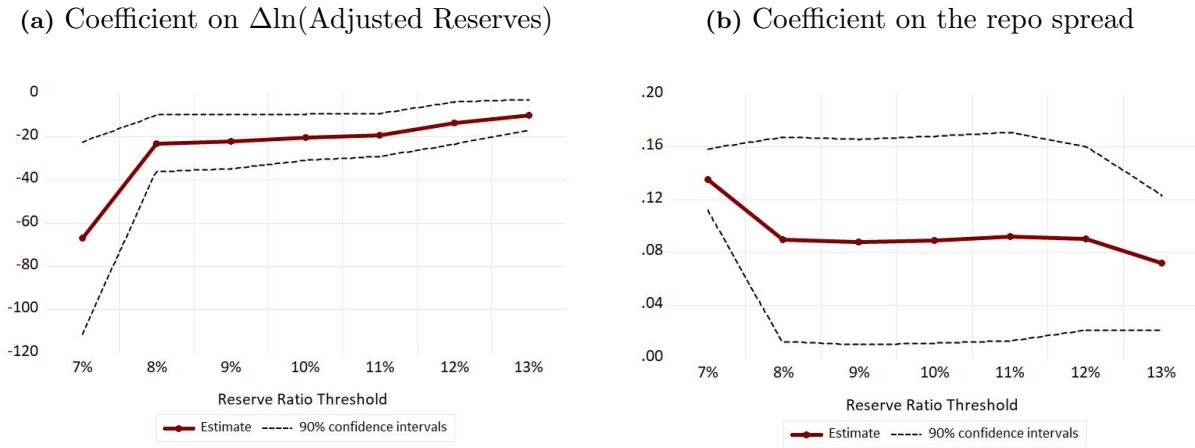 (a) Coefficient on Δln(Adjusted Reserves)
0
-20
-40
-60
-80
-100
-120
7% 8% 9% 10% 11% 12% 13%
Reserve Ratio Threshold
Estimate 90% confidence intervals
(b) Coefficient on the repo spread
.20
.16
.12
.08
.04
.00
7% 8% 9% 10% 11% 12% 13%
Reserve Ratio Threshold
Estimate 90% confidence intervals